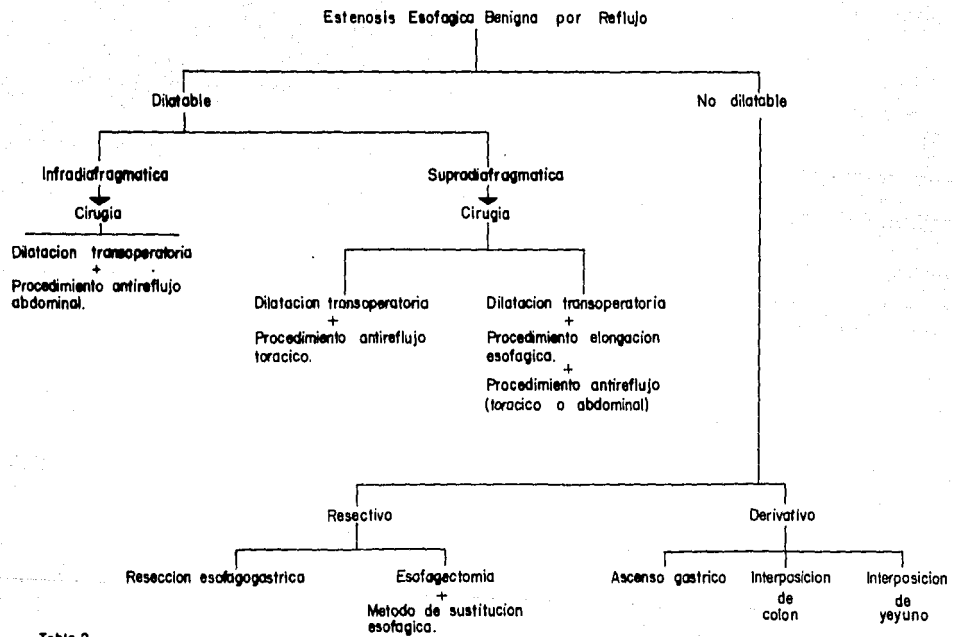 Estenosis Esofagica Benigna por Reflujo
Dilatable
No dilatable
Infradiafragmatica
Supradiafragmatica
Cirugia
Cirugia
Dilatacion transoperatoria
+
Procedimiento antireflujo
abdominal.
Dilatacion transoperatoria
+
Procedimiento antireflujo
toracico.
Dilatacion transoperatoria
+
Procedimiento elongacion
esofagica.
+
Procedimiento antireflujo
(toracico o abdominal)
Resectivo
Derivativo
Reseccion esofagogastrica
Esofagectomia
+
Metodo de sustitucion
esofagica.
Ascenso gastrico
Interposicion
de
colon
Interposicion
de
yeyuno